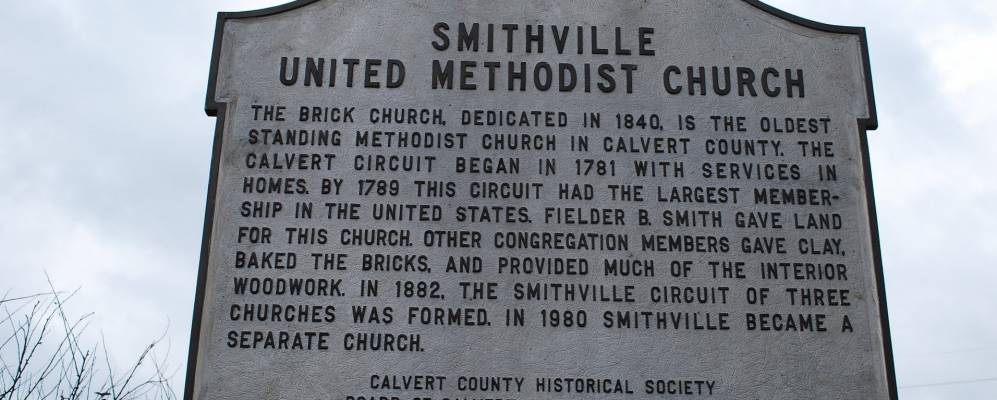 SMITHVILLE
UNITED METHODIST CHURCH
THE BRICK CHURCH, DEDICATED IN 1840, IS THE OLDEST
STANDING METHODIST CHURCH IN CALVERT COUNTY. THE
CALVERT CIRCUIT BEGAN IN 1781 WITH SERVICES IN
HOMES. BY 1789 THIS CIRCUIT HAD THE LARGEST MEMBER-
SHIP IN THE UNITED STATES. FIELDER B. SMITH GAVE LAND
FOR THIS CHURCH. OTHER CONGREGATION MEMBERS GAVE CLAY,
BAKED THE BRICKS, AND PROVIDED MUCH OF THE INTERIOR
WOODWORK. IN 1882, THE SMITHVILLE CIRCUIT OF THREE
CHURCHES WAS FORMED. IN 1980 SMITHVILLE BECAME A
SEPARATE CHURCH.
CALVERT COUNTY HISTORICAL SOCIETY